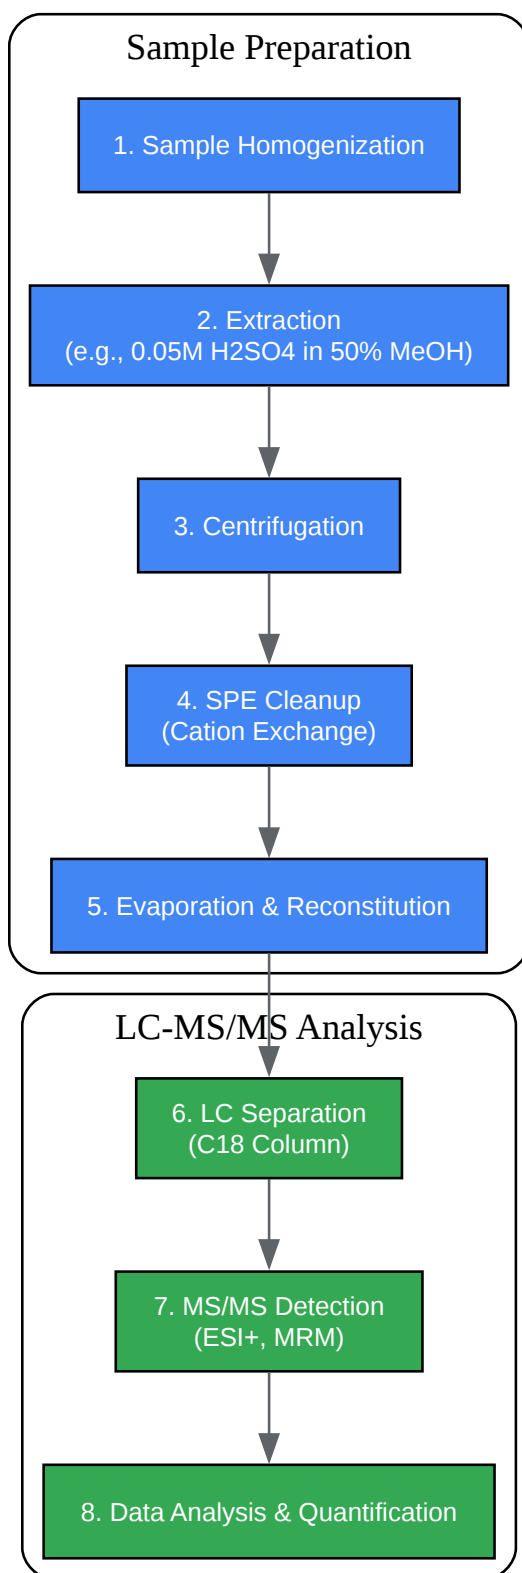 Sample Preparation
1. Sample Homogenization
2. Extraction
(e.g., 0.05M H2SO4 in 50% MeOH)
3. Centrifugation
4. SPE Cleanup
(Cation Exchange)
5. Evaporation & Reconstitution
LC-MS/MS Analysis
6. LC Separation
(C18 Column)
7. MS/MS Detection
(ESI+, MRM)
8. Data Analysis & Quantification